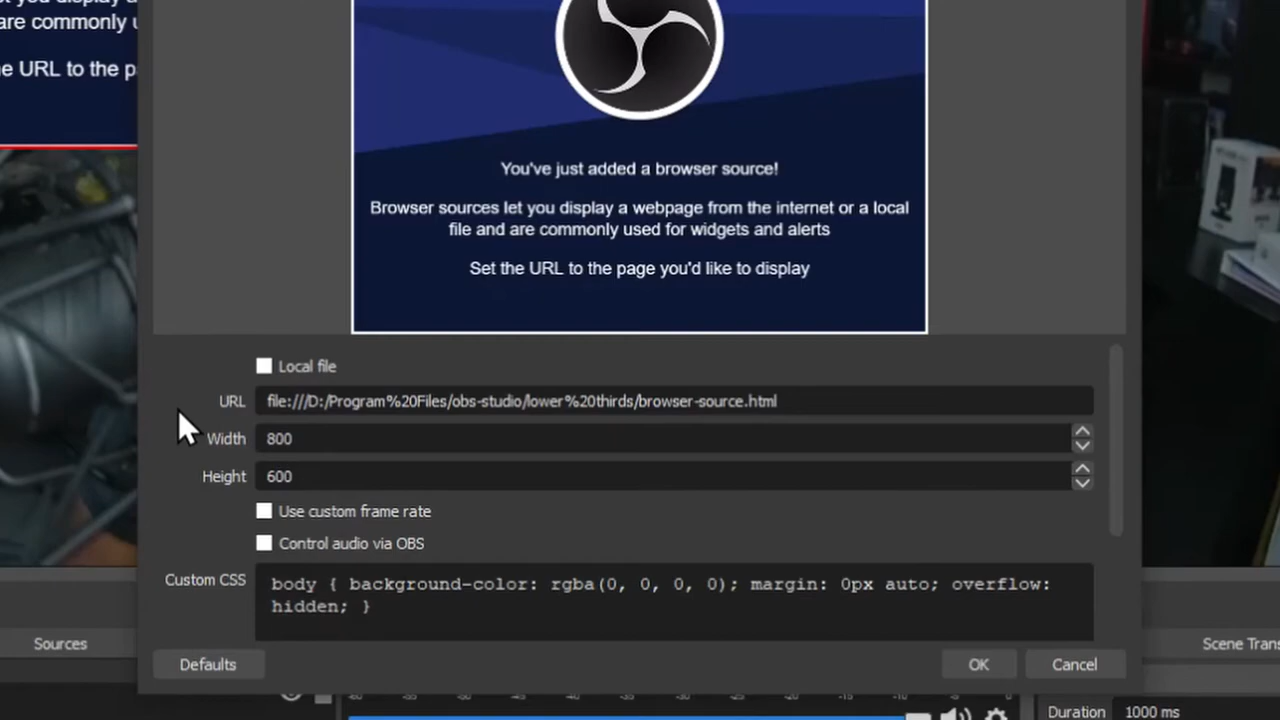 are commonly
e URL to the p
You've just added a browser source!
Browser sources let you display a webpage from the internet or a local
file and are commonly used for widgets and alerts
Set the URL to the page you'd like to display
Local file
URL file:///D:/Program%20Files/obs-studio/lower%20thirds/browser-source.html
Width 800
Height 600
Use custom frame rate
Control audio via OBS
Custom CSS body { background-color: rgba(0, 0, 0, 0); margin: 0px auto; overflow:
hidden; }
Sources
Scene Trans
Defaults
OK
Cancel
Duration 1000 ms